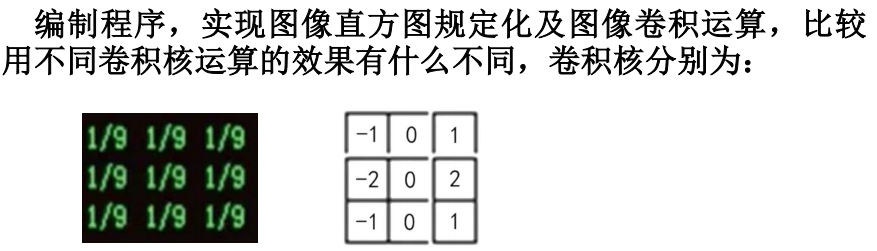 编制程序，实现图像直方图规定化及图像卷积运算，比较
用不同卷积核运算的效果有什么不同，卷积核分别为：
1/9 1/9 1/9
1/9 1/9 1/9
1/9 1/9 1/9
-1 0 1
-2 0 2
-1 0 1